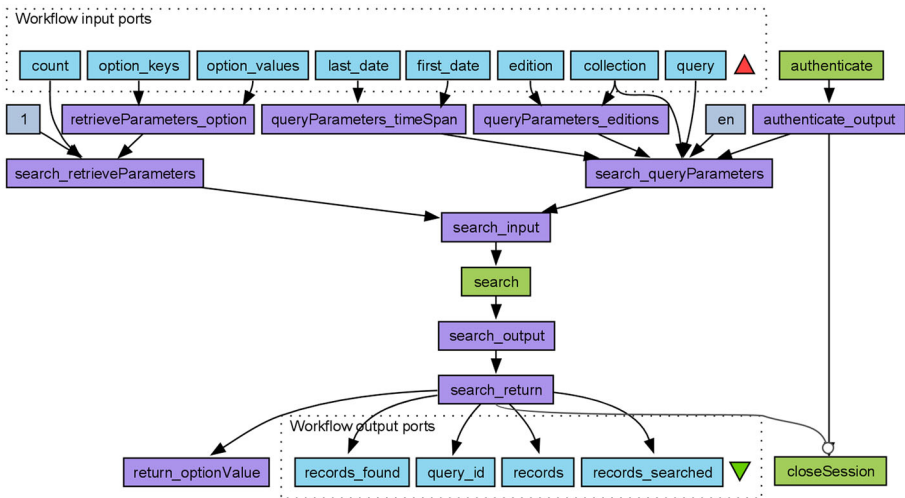 Workflow input ports
count
option_keys
option_values
last_date
first_date
edition
collection
query
authenticate
1
retrieveParameters_option
queryParameters_timeSpan
queryParameters_editions
en
authenticate_output
search_retrieveParameters
search_queryParameters
search_input
search
search_output
search_return
Workflow output ports
return_optionValue
records_found
query_id
records
records_searched
closeSession